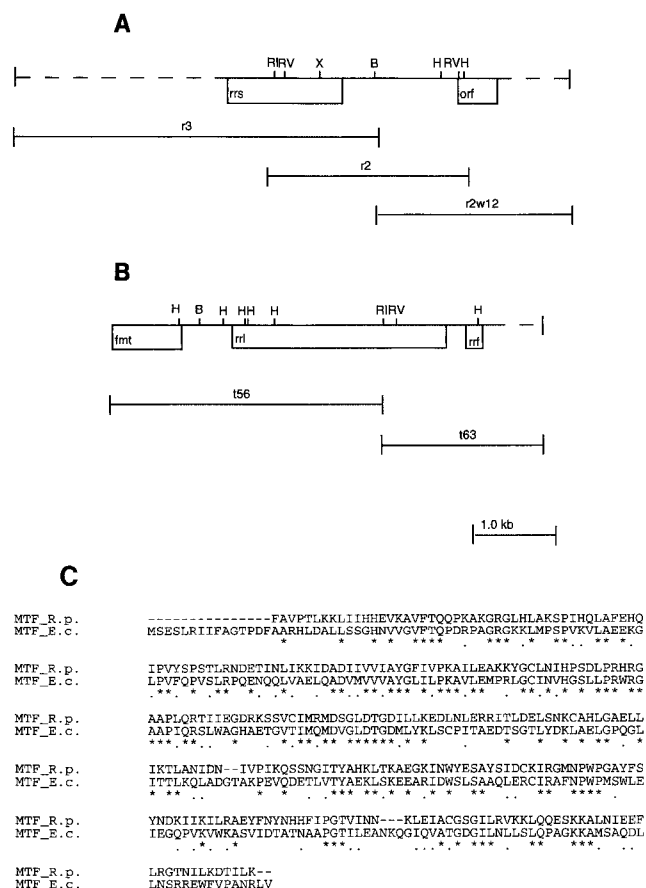 A
RI RV X B H RV H
rrs orf
r3
r2
r2w12
B
H B H HH H RI RV H
fmt rrl rrf
t56
t63
1.0 kb
C
MTF_R.p. ---------------FAVPTLKKLIIHHEVKAVFTQQPKAKGRGLHLAKSPIHQLAFEHQ
MTF_E.c. MSESLRIIFAGTPDFAARHLDALLSSGHNVVGVFTQPDRPAGRGKKLMPSPVKVLAEEKG
MTF_R.p. IPVYSPSTLRNDETINLIKKIDADIIVVIAYGFIVPKAILEAKKYGCLNIHPSDLPRHRG
MTF_E.c. LPVFQPVSLRPQENQQLVAELQADVMVVVAYGLILPKAVLEMPRLGCINVHGSLLPRWRG
MTF_R.p. AAPLQRTIIEGDRKSSVCIMRMDSGLDTGDILLKEDLNLERRITLDELSNKCAHLGAELL
MTF_E.c. AAPIQRSLWAGHAETGVTIMQMDVGLDTGDMLYKLSCPITAEDTSGTLYDKLAELGPQGL
MTF_R.p. IKTLANIDN--IVPIKQSSNGITYAHKLTKAEGKINWYESAYSIDCKIRGMNPWPGAYFS
MTF_E.c. ITTLKQLADGTAKPEVQDETLVTYAEKLSKEEARIDWSLSAAQLERCIRAFNPWPMSWLE
MTF_R.p. YNDKIIKILRAEYFNYNHHFIPGTVINN---KLEIACGSGILRVKKLQQESKKALNIEEF
MTF_E.c. IEGQPVKVWKASVIDTATNAAPGTILEANKQGIQVATGDGILNLLSLQPAGKKAMSAQDL
MTF_R.p. LRGTNILKDTILK--
MTF_E.c. LNSRREWFVPANRLV